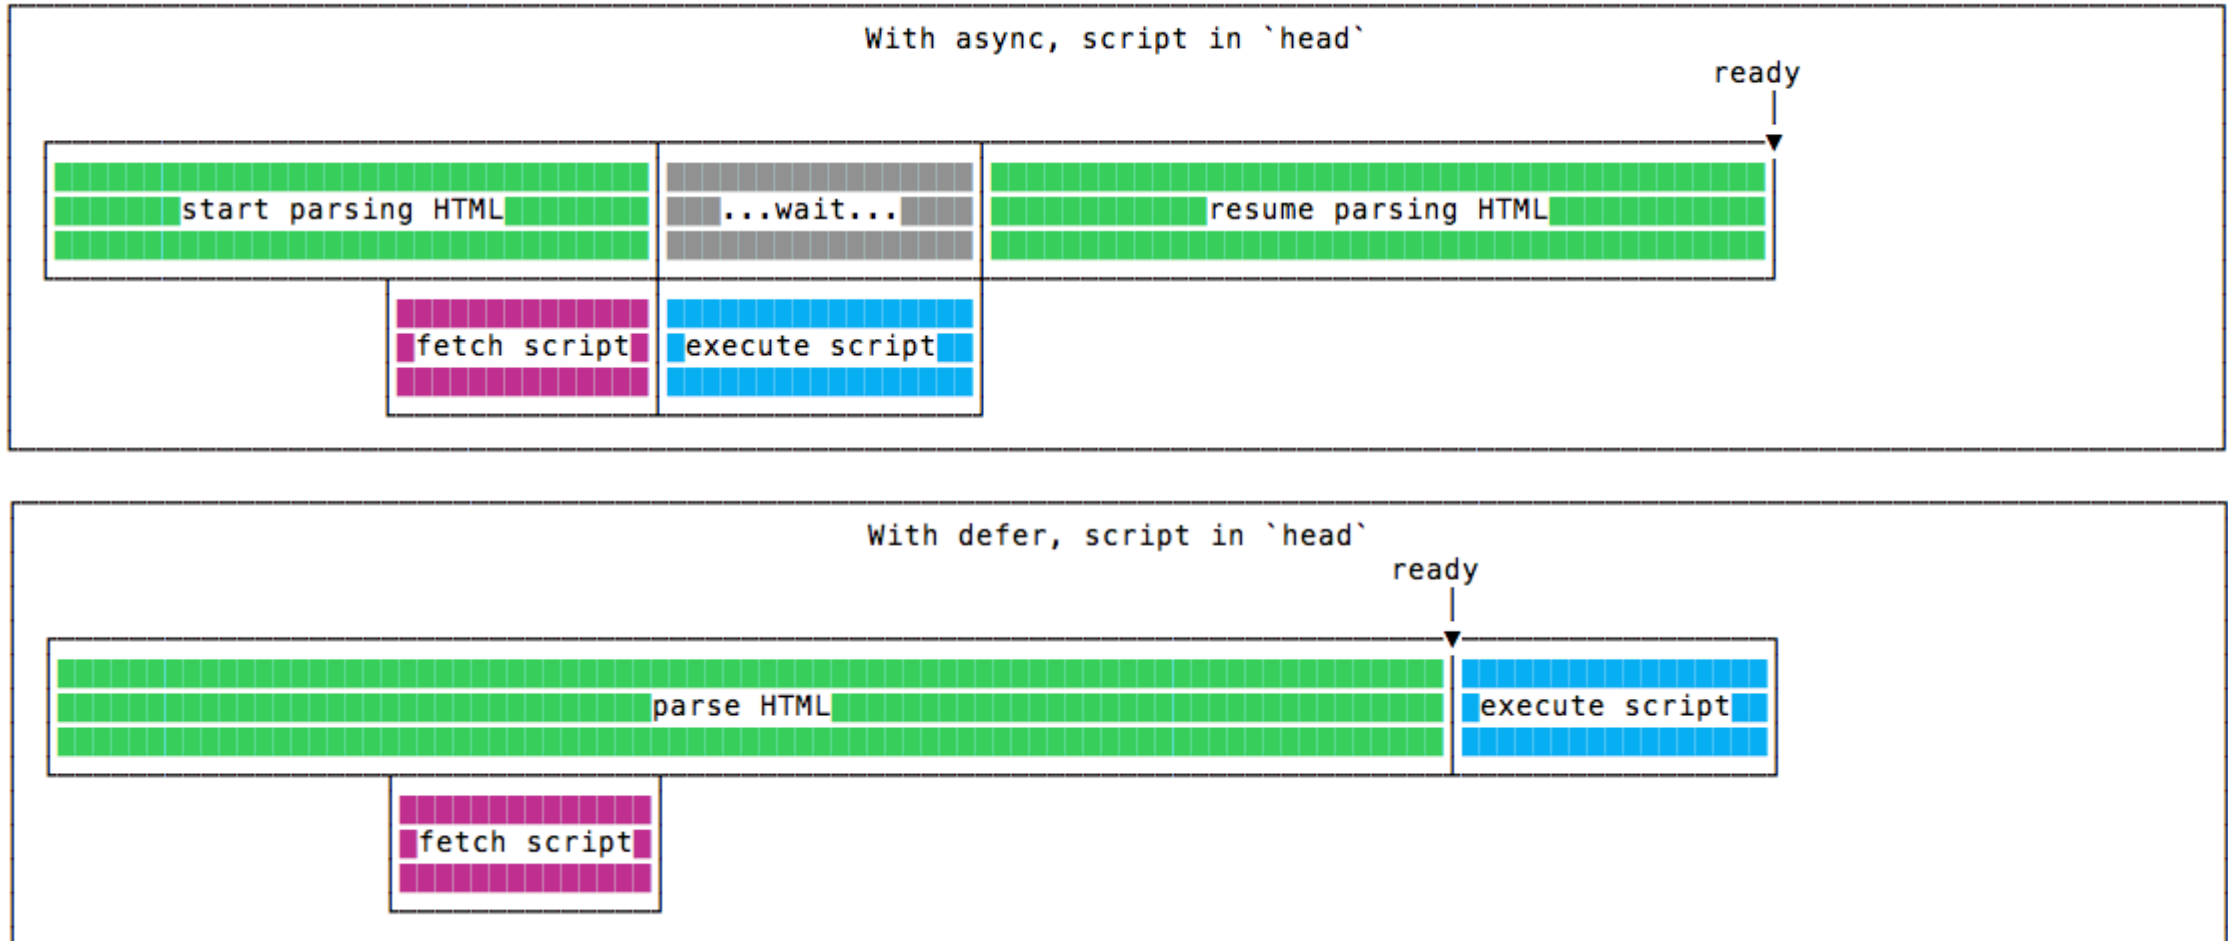 With async, script in `head`
ready
start parsing HTML
...wait...
resume parsing HTML
fetch script
execute script
With defer, script in `head`
ready
parse HTML
execute script
fetch script